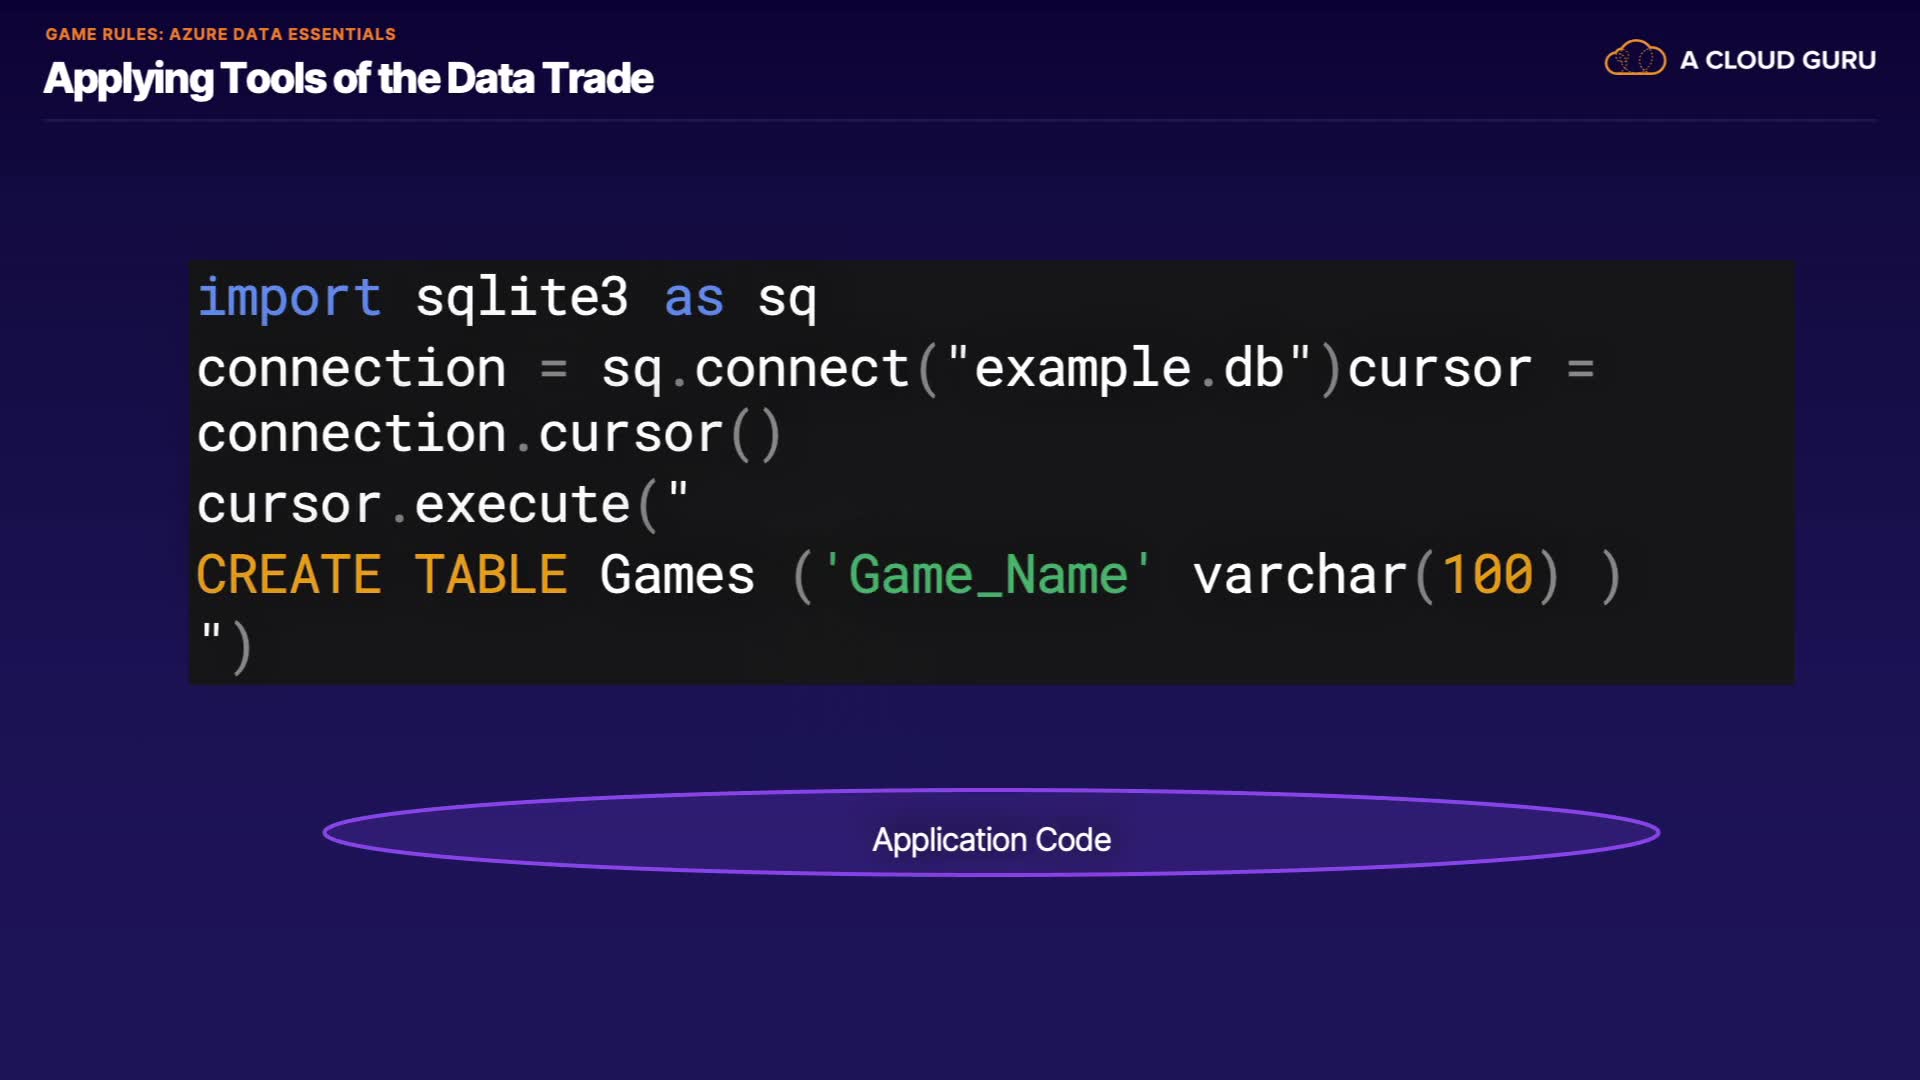 GAME RULES: AZURE DATA ESSENTIALS
Applying Tools of the Data Trade
A CLOUD GURU
import sqlite3 as sq
connection = sq.connect("example.db")cursor =
connection.cursor()
cursor.execute("
CREATE TABLE Games ('Game_Name' varchar(100) )
")
Application Code